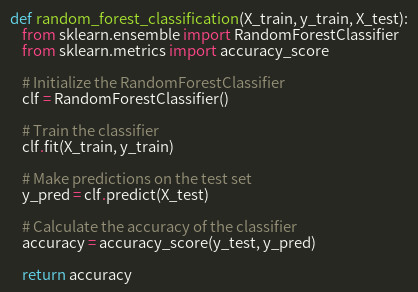 def random_forest_classification(X_train, y_train, X_test):
from sklearn.ensemble import RandomForestClassifier
from sklearn.metrics import accuracy_score
# Initialize the RandomForestClassifier
clf = RandomForestClassifier()
# Train the classifier
clf.fit(X_train, y_train)
# Make predictions on the test set
y_pred = clf.predict(X_test)
# Calculate the accuracy of the classifier
accuracy = accuracy_score(y_test, y_pred)
return accuracy